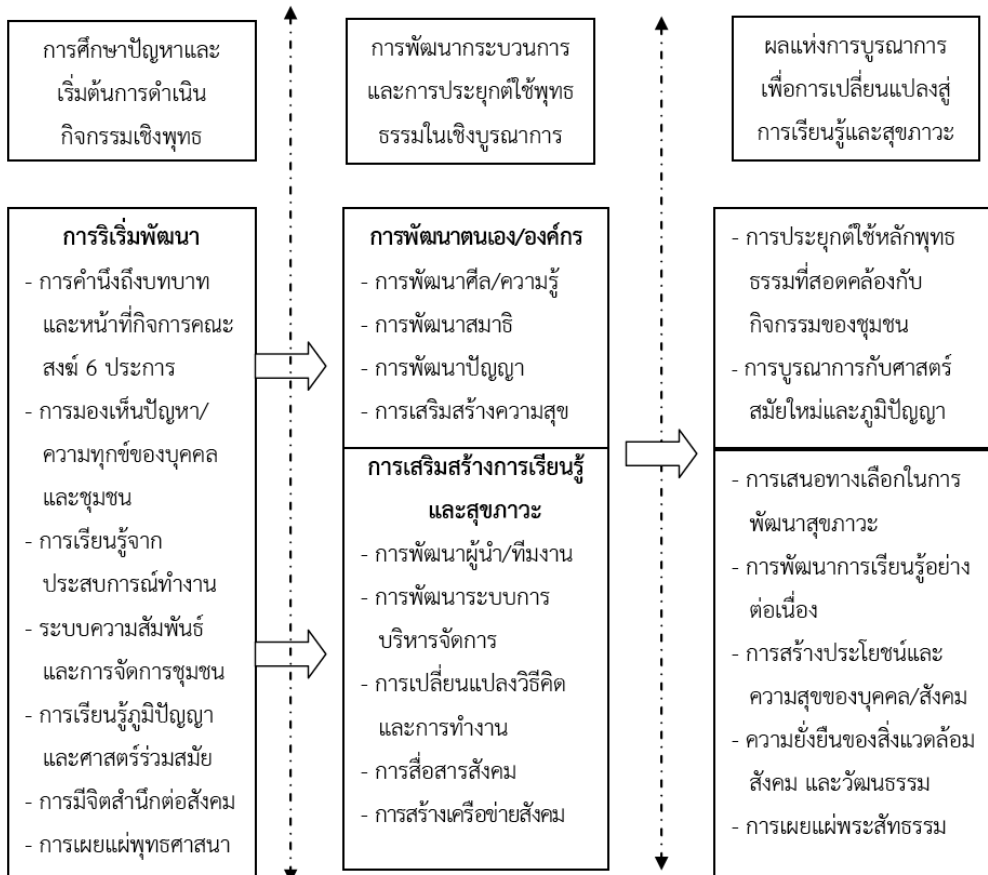 การศึกษาปัญหาและ
เริ่มต้นการดำเนิน
กิจกรรมเชิงพุทธ
การพัฒนากระบวนการ
และการประยุกต์ใช้พุทธ
ธรรมในเชิงบูรณาการ
ผลแห่งการบูรณาการ
เพื่อการเปลี่ยนแปลงสู่
การเรียนรู้และสุขภาวะ
การริเริ่มพัฒนา
- การคำนึงถึงบทบาท
และหน้าที่กิจการคณะ
สงฆ์ 6 ประการ
- การมองเห็นปัญหา/
ความทุกข์ของบุคคล
และชุมชน
- การเรียนรู้จาก
ประสบการณ์ทำงาน
- ระบบความสัมพันธ์
และการจัดการชุมชน
- การเรียนรู้ภูมิปัญญา
และศาสตร์ร่วมสมัย
- การมีจิตสำนึกต่อสังคม
- การเผยแผ่พุทธศาสนา
การพัฒนาตนเอง/องค์กร
- การพัฒนาศีล/ความรู้
- การพัฒนาสมาธิ
- การพัฒนาปัญญา
- การเสริมสร้างความสุข
การเสริมสร้างการเรียนรู้
และสุขภาวะ
- การพัฒนาผู้นำ/ทีมงาน
- การพัฒนาระบบการ
บริหารจัดการ
- การเปลี่ยนแปลงวิธีคิด
และการทำงาน
- การสื่อสารสังคม
- การสร้างเครือข่ายสังคม
- การประยุกต์ใช้หลักพุทธ
ธรรมที่สอดคล้องกับ
กิจกรรมของชุมชน
- การบูรณาการกับศาสตร์
สมัยใหม่และภูมิปัญญา
- การเสนอทางเลือกในการ
พัฒนาสุขภาวะ
- การพัฒนาการเรียนรู้อย่าง
ต่อเนื่อง
- การสร้างประโยชน์และ
ความสุขของบุคคล/สังคม
- ความยั่งยืนของสิ่งแวดล้อม
สังคม และวัฒนธรรม
- การเผยแผ่พระสัทธรรม